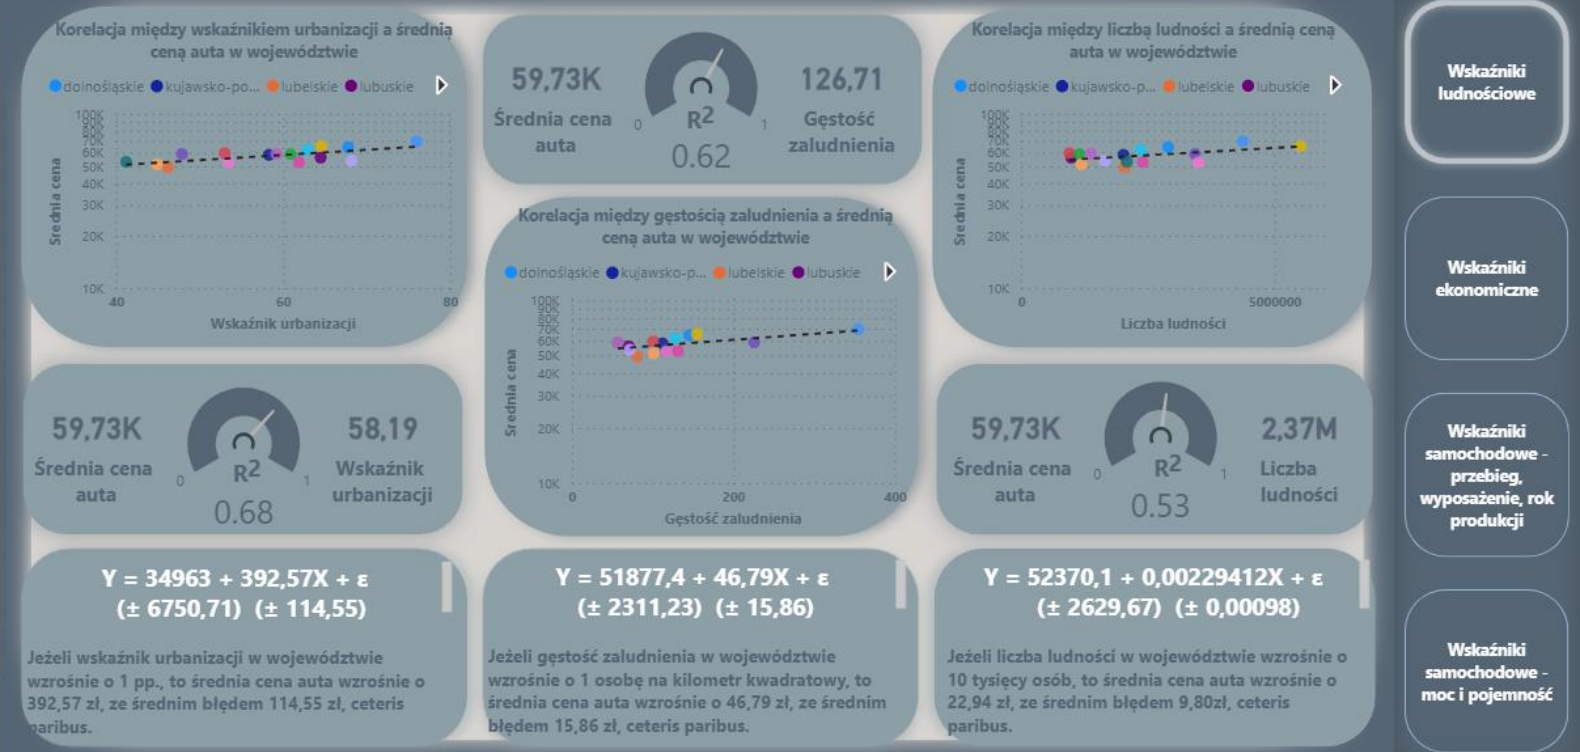 Korelacja między wskaźnikiem urbanizacji a średnią
ceną auta w województwie
dolnośląskie kujawsko-po... lubelskie lubuskie
100K
90K
80K
70K
60K
50K
40K
30K
20K
10K
Średnia cena
40 60 80
Wskaźnik urbanizacji
59,73K
Średnia cena
auta
0 1
R2
0.68
58,19
Wskaźnik
urbanizacji
Y = 34963 + 392,57X + ε
(± 6750,71) (± 114,55)
Jeżeli wskaźnik urbanizacji w województwie
wzrośnie o 1 pp., to średnia cena auta wzrośnie o
392,57 zł, ze średnim błędem 114,55 zł, ceteris
paribus.
59,73K
Średnia cena
auta
0 1
R2
0.62
126,71
Gęstość
zaludnienia
Korelacja między gęstością zaludnienia a średnią
ceną auta w województwie
dolnośląskie kujawsko-p... lubelskie lubuskie
100K
90K
80K
70K
60K
50K
40K
30K
20K
10K
Średnia cena
0 200 400
Gęstość zaludnienia
Y = 51877,4 + 46,79X + ε
(± 2311,23) (± 15,86)
Jeżeli gęstość zaludnienia w województwie
wzrośnie o 1 osobę na kilometr kwadratowy, to
średnia cena auta wzrośnie o 46,79 zł, ze średnim
błędem 15,86 zł, ceteris paribus.
Korelacja między liczbą ludności a średnią ceną
auta w województwie
dolnośląskie kujawsko-p... lubelskie lubuskie
100K
90K
80K
70K
60K
50K
40K
30K
20K
10K
Średnia cena
0 5000000
Liczba ludności
59,73K
Średnia cena
auta
0 1
R2
0.53
2,37M
Liczba
ludności
Y = 52370,1 + 0,00229412X + ε
(± 2629,67) (± 0,00098)
Jeżeli liczba ludności w województwie wzrośnie o
10 tysięcy osób, to średnia cena auta wzrośnie o
22,94 zł, ze średnim błędem 9,80zł, ceteris
paribus.
Wskaźniki
ludnościowe
Wskaźniki
ekonomiczne
Wskaźniki
samochodowe -
przebieg,
wyposażenie, rok
produkcji
Wskaźniki
samochodowe -
moc i pojemność